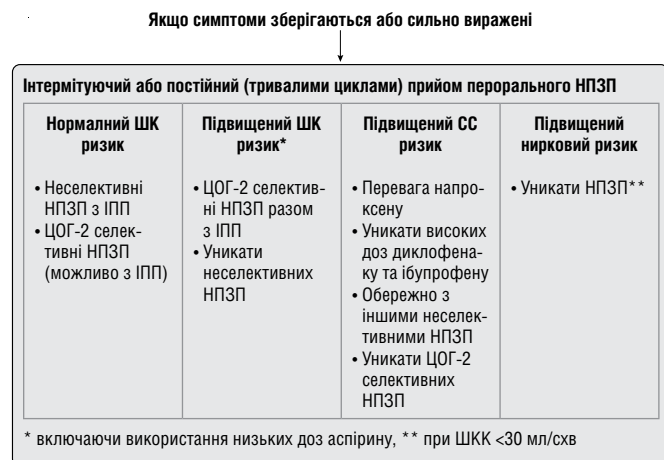 Якщо симптоми зберігаються або сильно виражені
Інтермітуючий або постійний (тривалими циклами) прийом перорального НПЗП
Нормалний ШК
ризик
• Неселективні
НПЗП з ІПП
• ЦОГ-2 селек-
тивні НПЗП
(можливо з ІПП)
Підвищений ШК
ризик*
• ЦОГ-2 селектив-
ні НПЗП разом
з ІПП
• Уникати
неселективних
НПЗП
Підвищений СС
ризик
• Перевага напро-
ксену
• Уникати високих
доз диклофена-
ку та ібупрофену
• Обережно з
іншими неселек-
тивними НПЗП
• Уникати ЦОГ-2
селективних
НПЗП
Підвищений
нирковий ризик
• Уникати НПЗП**
* включаючи використання низьких доз аспірину, ** при ШКК <30 мл/схв